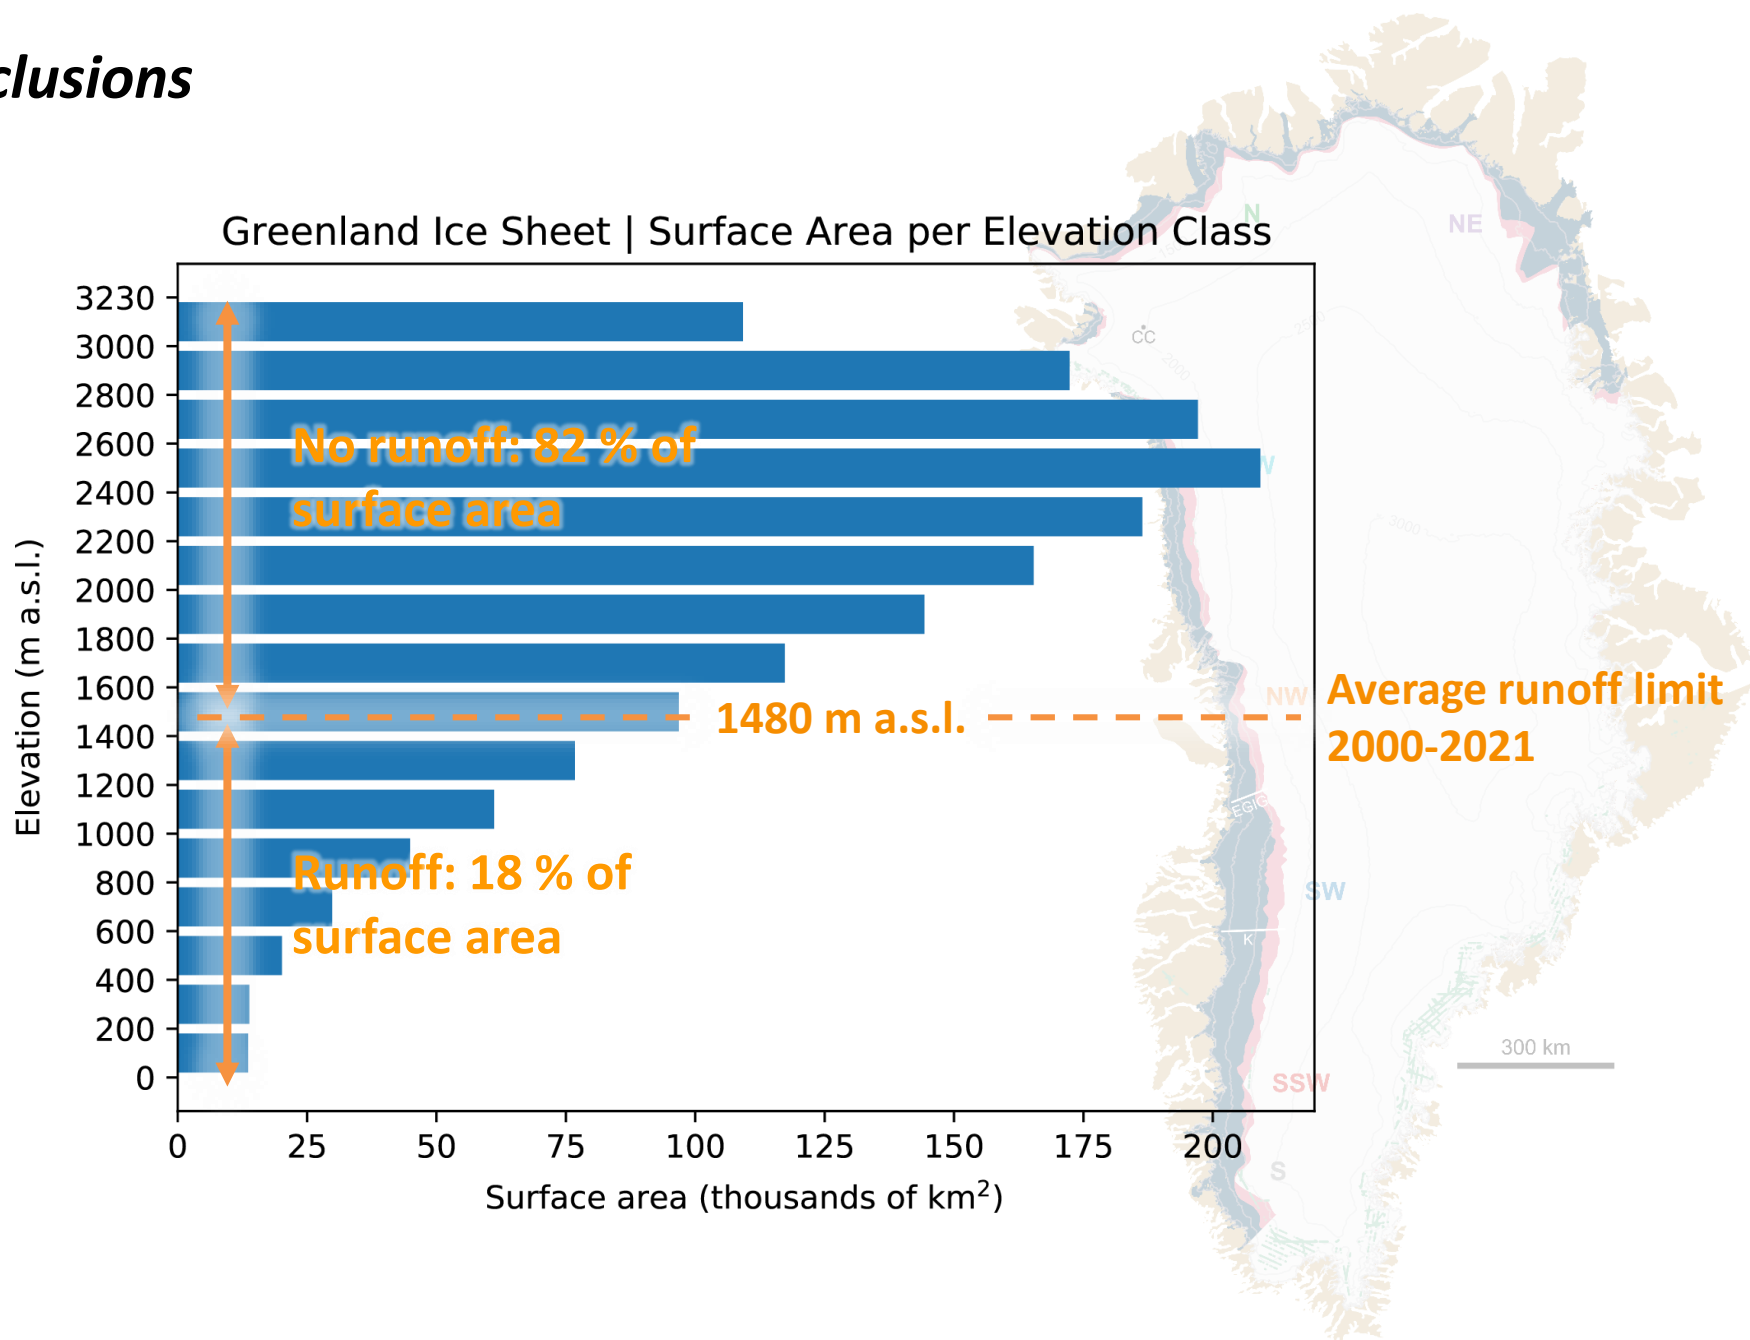 clusions
Greenland Ice Sheet | Surface Area per Elevation Class
3230
3000
2800
2600
2400
2200
2000
1800
1600
1400
1200
1000
800
600
400
200
0
Elevation (m a.s.l.)
No runoff: 82 % of
surface area
1480 m a.s.l.
Average runoff limit
2000-2021
Runoff: 18 % of
surface area
0 25 50 75 100 125 150 175 200
Surface area (thousands of km²)
N
NE
CC
2500
2000
3000
NW
EGIG
SW
K
SSW
S
300 km